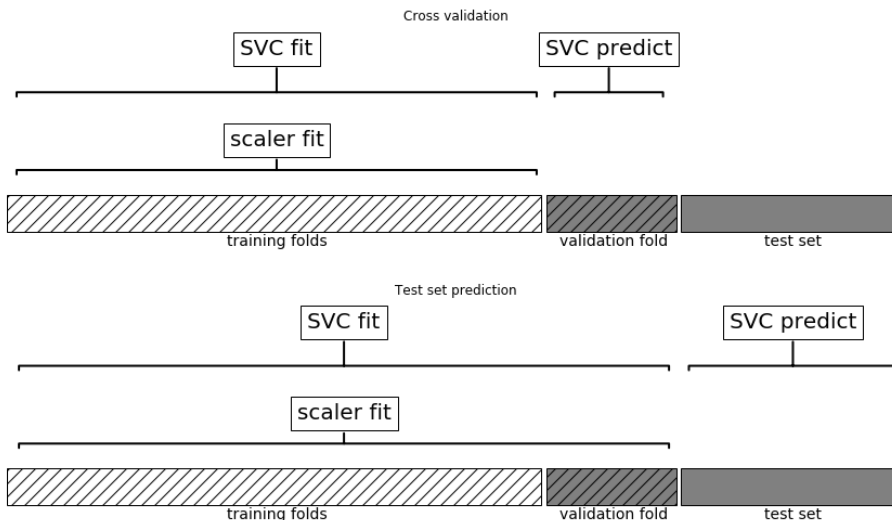 Cross validation
SVC fit
SVC predict
scaler fit
training folds
validation fold
test set
Test set prediction
SVC fit
SVC predict
scaler fit
training folds
validation fold
test set